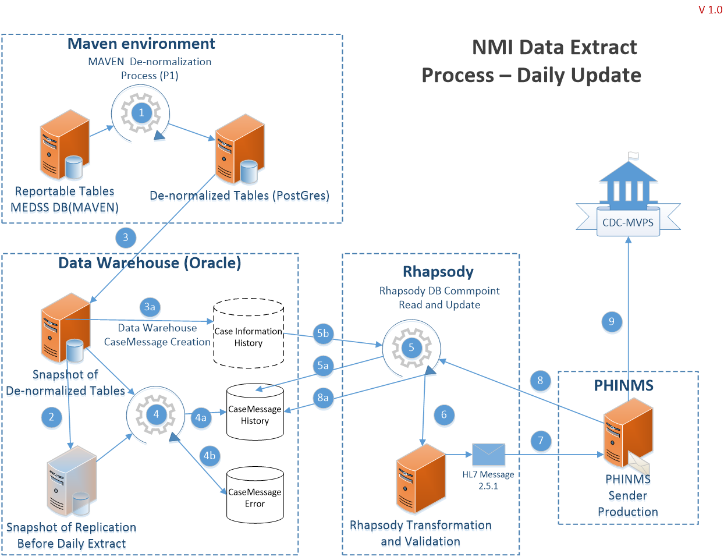 V 1.0
NMI Data Extract
Process – Daily Update
Maven environment
MAVEN De-normalization
Process (P1)
1
Reportable Tables
MEDSS DB(MAVEN)
De-normalized Tables (PostGres)
3
CDC-MVPS
Data Warehouse (Oracle)
3a
Data Warehouse
CaseMessage Creation
Case Information
History
Snapshot of
De-normalized Tables
2
4
4a
4b
CaseMessage
History
CaseMessage
Error
Snapshot of Replication
Before Daily Extract
5b
5a
8a
Rhapsody
Rhapsody DB Commpoint
Read and Update
5
6
HL7 Message
2.5.1
Rhapsody Transformation
and Validation
7
8
9
PHINMS
PHINMS
Sender
Production